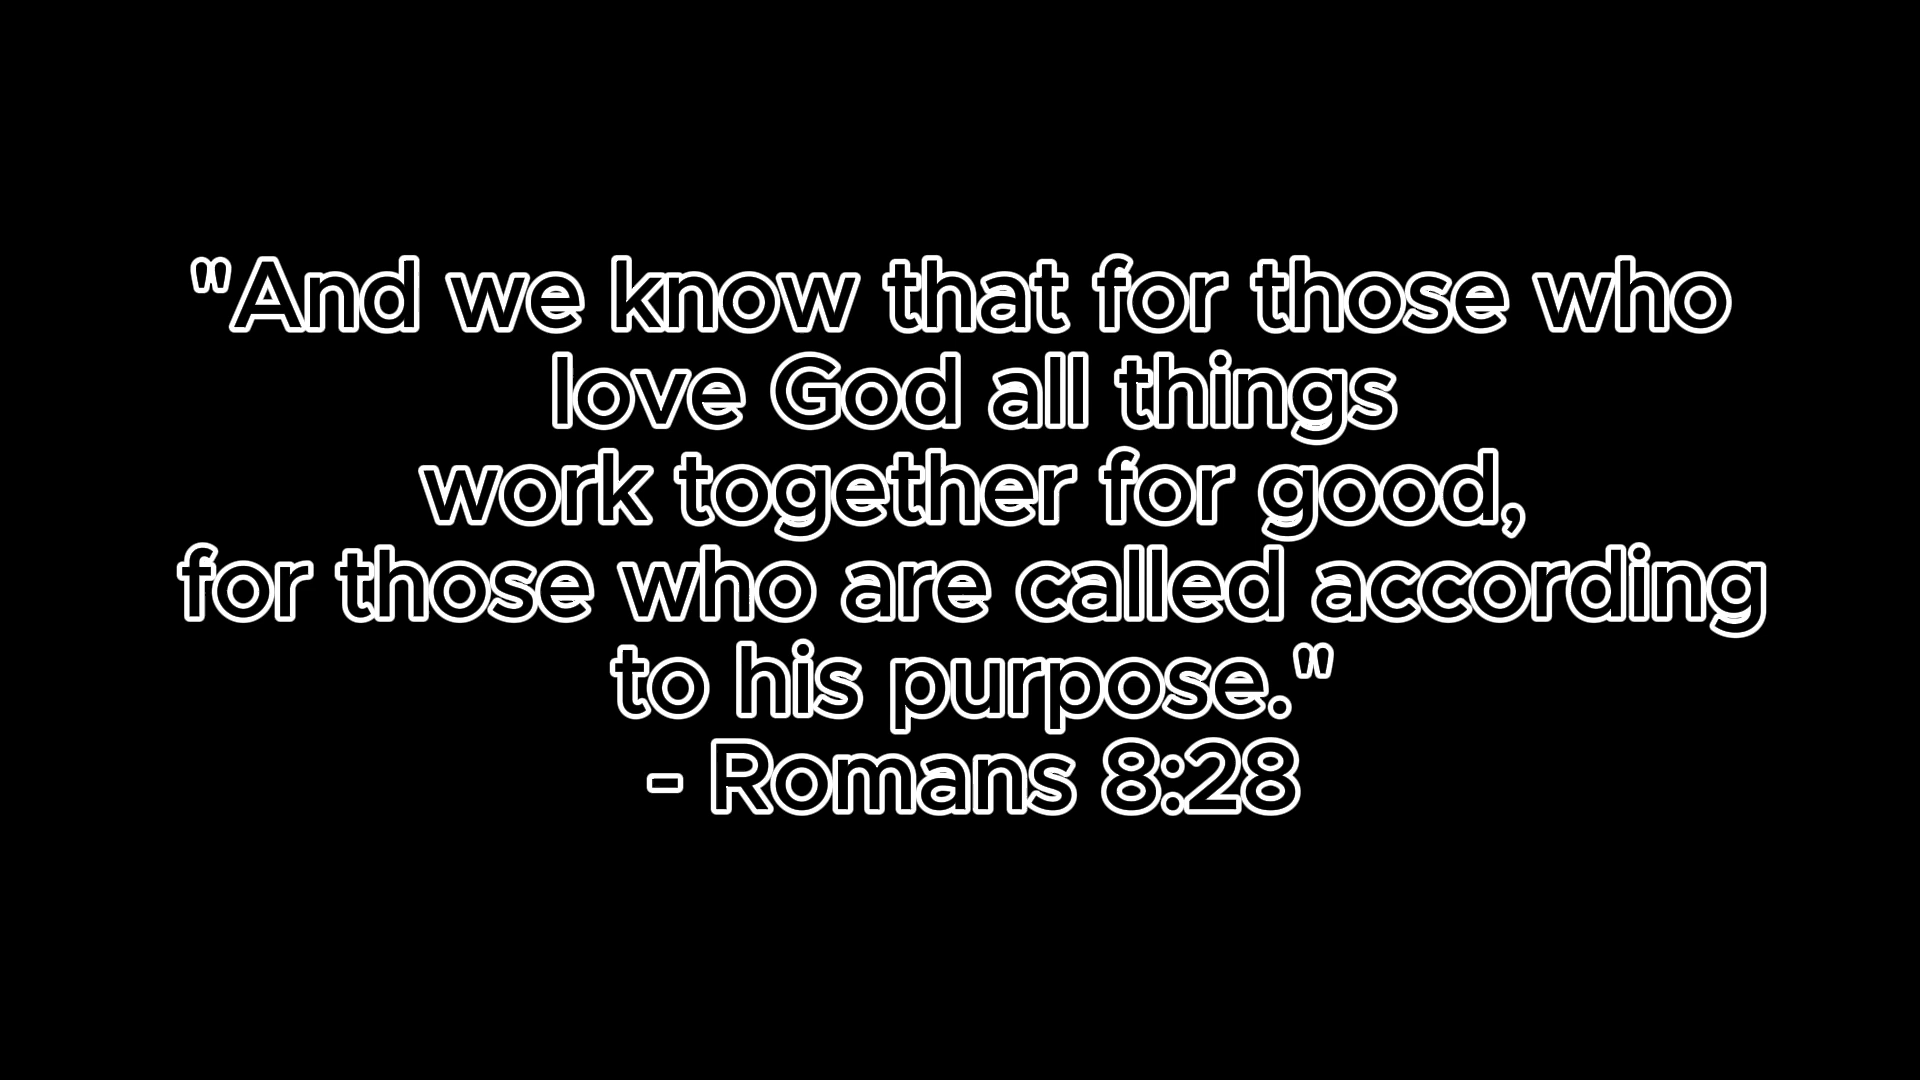 "And we know that for those who
love God all things
work together for good,
for those who are called according
to his purpose."
- Romans 8:28